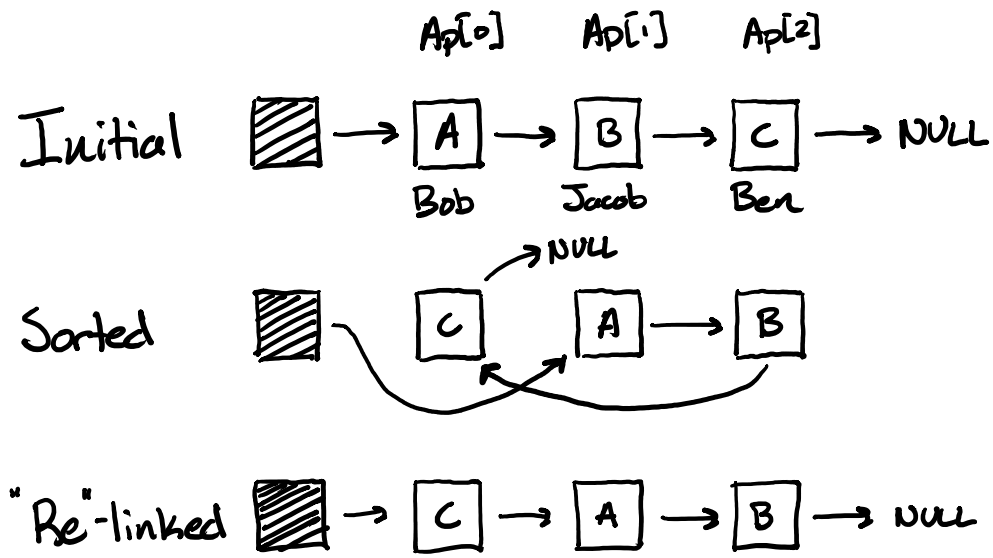 Ap[0] Ap[1] Ap[2]
Initial A B C NULL
Bob Jacob Ben
NULL
Sorted C A B
"Re"-linked C A B NULL